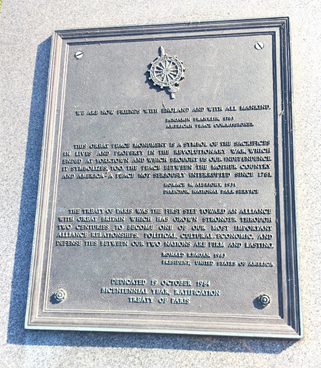 WE ARE NOW FRIENDS WITH ENGLAND AND WITH ALL MANKIND.
BENJAMIN FRANKLIN, 1783
AMERICAN PEACE COMMISSIONER
THIS GREAT PEACE MONUMENT IS A SYMBOL OF THE SACRIFICES
IN LIVES AND PROPERTY IN THE REVOLUTIONARY WAR WHICH
ENDED AT YORKTOWN AND WHICH BROUGHT US OUR INDEPENDENCE.
IT SYMBOLIZES, TOO, THE PEACE BETWEEN THE MOTHER COUNTRY
AND AMERICA - A PEACE NOT SERIOUSLY INTERRUPTED SINCE
HORACE M. ALBRIGHT, 1931
DIRECTOR, NATIONAL PARK SERVICE
THE TREATY OF PARIS WAS THE FIRST STEP TOWARD AN ALLIANCE
WITH GREAT BRITAIN WHICH HAS GROWN STRONGER THROUGH
TWO CENTURIES TO BECOME ONE OF OUR MOST IMPORTANT
ALLIANCE RELATIONSHIPS. POLITICAL, CULTURAL, ECONOMIC, AND
DEFENSE TIES BETWEEN OUR TWO NATIONS ARE FIRM AND LASTING.
RONALD REAGAN, 1983
PRESIDENT, UNITED STATES OF AMERICA
DEDICATED 19 OCTOBER 1984
BICENTENNIAL YEAR, RATIFICATION
TREATY OF PARIS